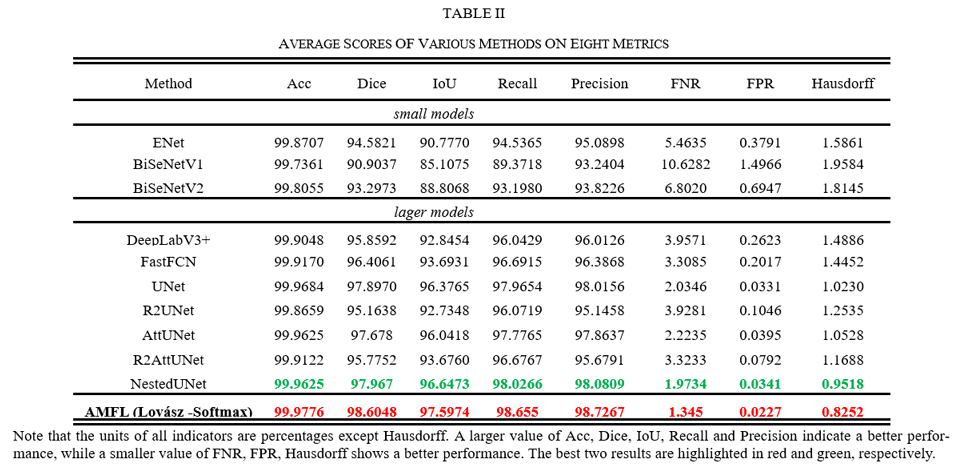 TABLE II
AVERAGE SCORES OF VARIOUS METHODS ON EIGHT METRICS
Method Acc Dice IoU Recall Precision FNR FPR Hausdorff
small models
ENet 99.8707 94.5821 90.7770 94.5365 95.0898 5.4635 0.3791 1.5861
BiSeNetV1 99.7361 90.9037 85.1075 89.3718 93.2404 10.6282 1.4966 1.9584
BiSeNetV2 99.8055 93.2973 88.8068 93.1980 93.8226 6.8020 0.6947 1.8145
lager models
DeepLabV3+ 99.9048 95.8592 92.8454 96.0429 96.0126 3.9571 0.2623 1.4886
FastFCN 99.9170 96.4061 93.6931 96.6915 96.3868 3.3085 0.2017 1.4452
UNet 99.9684 97.8970 96.3765 97.9654 98.0156 2.0346 0.0331 1.0230
R2UNet 99.8659 95.1638 92.7348 96.0719 95.1458 3.9281 0.1046 1.2535
AttUNet 99.9625 97.678 96.0418 97.7765 97.8637 2.2235 0.0395 1.0528
R2AttUNet 99.9122 95.7752 93.6760 96.6767 95.6791 3.3233 0.0792 1.1688
NestedUNet 99.9625 97.967 96.6473 98.0266 98.0809 1.9734 0.0341 0.9518
AMFL (Lovász -Softmax) 99.9776 98.6048 97.5974 98.655 98.7267 1.345 0.0227 0.8252
Note that the units of all indicators are percentages except Hausdorff. A larger value of Acc, Dice, IoU, Recall and Precision indicate a better perfor-
mance, while a smaller value of FNR, FPR, Hausdorff shows a better performance. The best two results are highlighted in red and green, respectively.